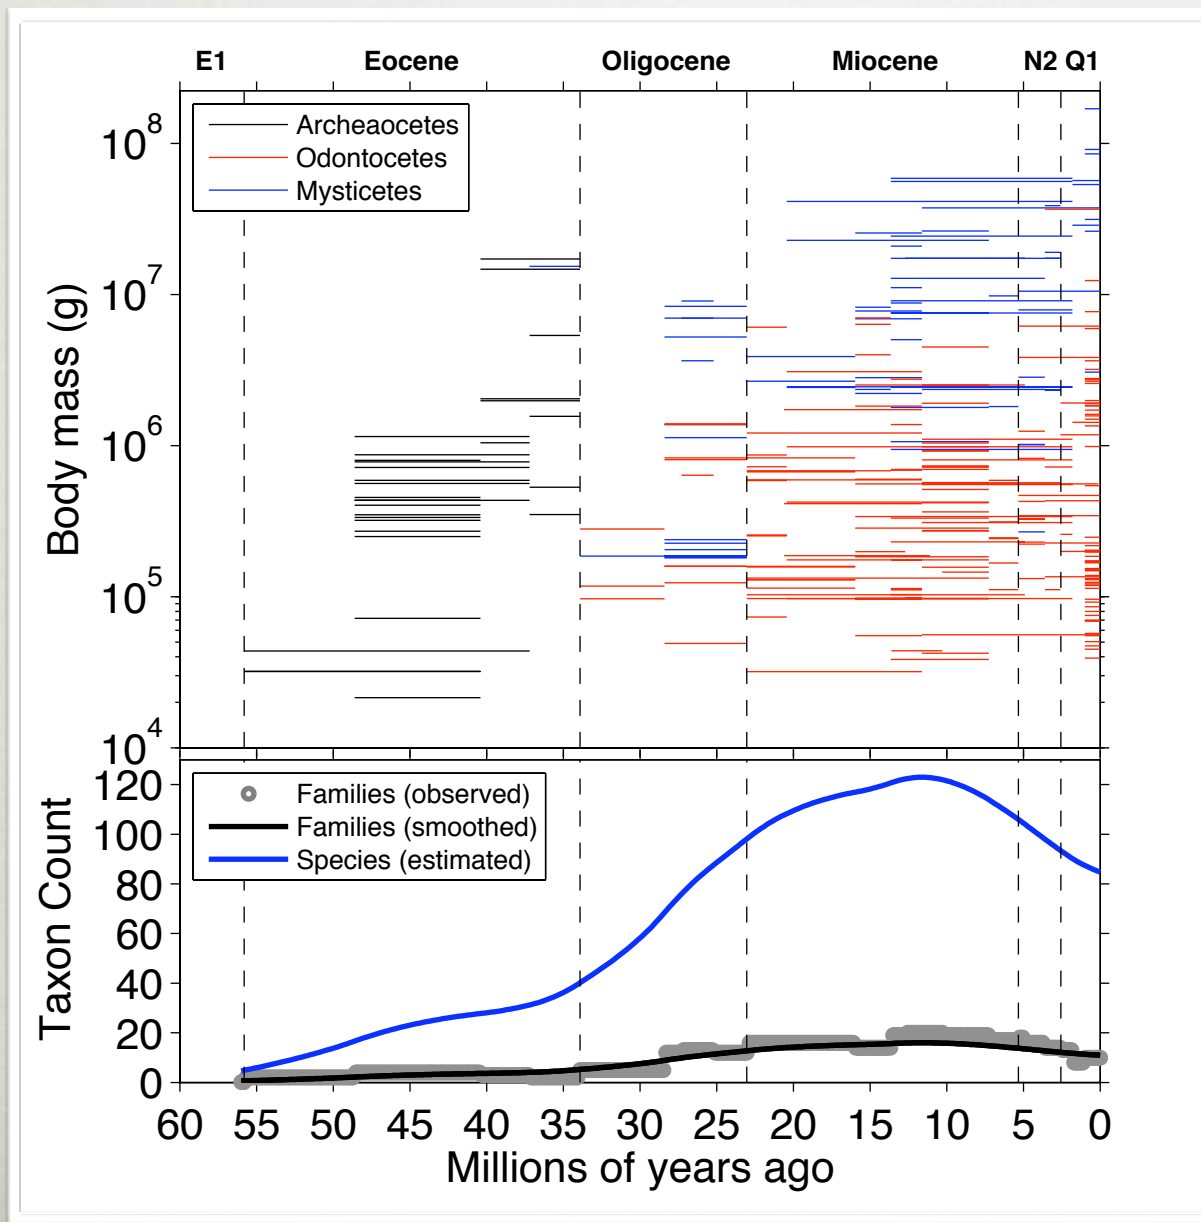 E1 Eocene Oligocene Miocene N2 Q1
Archeaocetes
Odontocetes
Mysticetes
Body mass (g)
10^8
10^7
10^6
10^5
10^4
Families (observed)
Families (smoothed)
Species (estimated)
Taxon Count
120
100
80
60
40
20
0
60 55 50 45 40 35 30 25 20 15 10 5 0
Millions of years ago